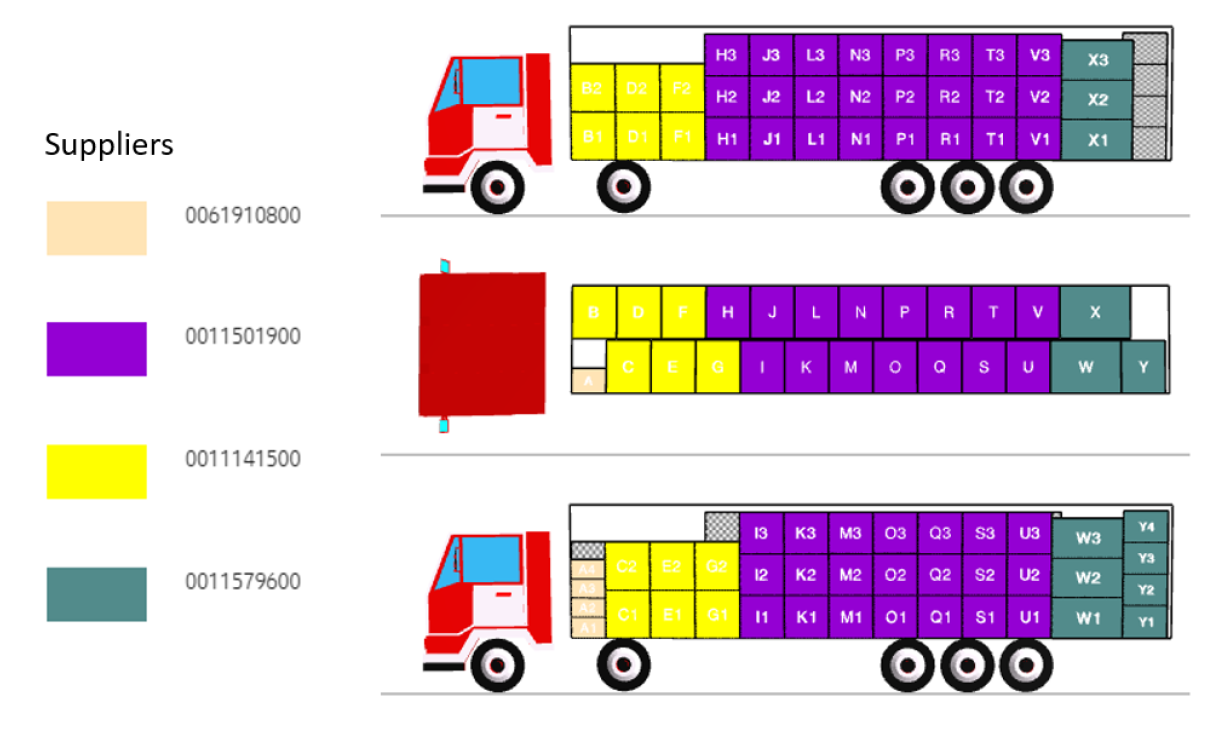 Suppliers
0061910800
0011501900
0011141500
0011579600
H3 J3 L3 N3 P3 R3 T3 V3 X3
B2 D2 F2 H2 J2 L2 N2 P2 R2 T2 V2 X2
B1 D1 F1 H1 J1 L1 N1 P1 R1 T1 V1 X1
B D F H J L N P R T V X
A C E G I K M O Q S U W Y
I3 K3 M3 O3 Q3 S3 U3 W3 Y4
A4 C2 E2 G2 I2 K2 M2 O2 Q2 S2 U2 W2 Y3
A3 Y2
A2 C1 E1 G1 I1 K1 M1 O1 Q1 S1 U1 W1 Y1
A1